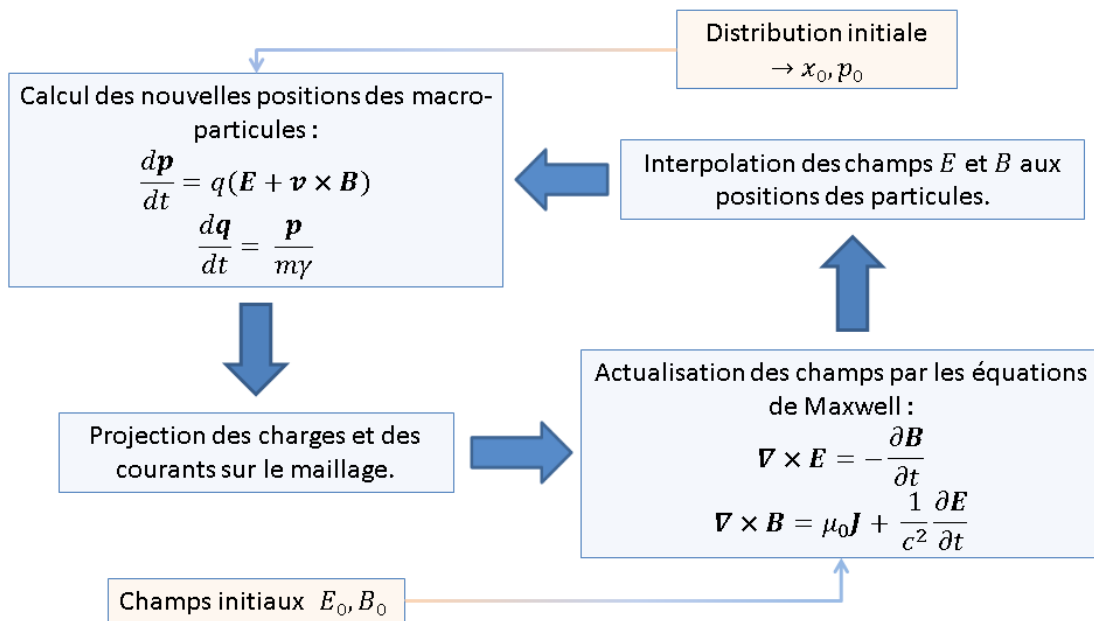 Distribution initiale
→ x₀, p₀
Calcul des nouvelles positions des macro-
particules :
dp/dt = q(E + v × B)
dq/dt = p/mγ
Interpolation des champs E et B aux
positions des particules.
Projection des charges et des
courants sur le maillage.
Actualisation des champs par les équations
de Maxwell :
∇ × E = −∂B/∂t
∇ × B = μ₀J + 1/c² ∂E/∂t
Champs initiaux E₀, B₀